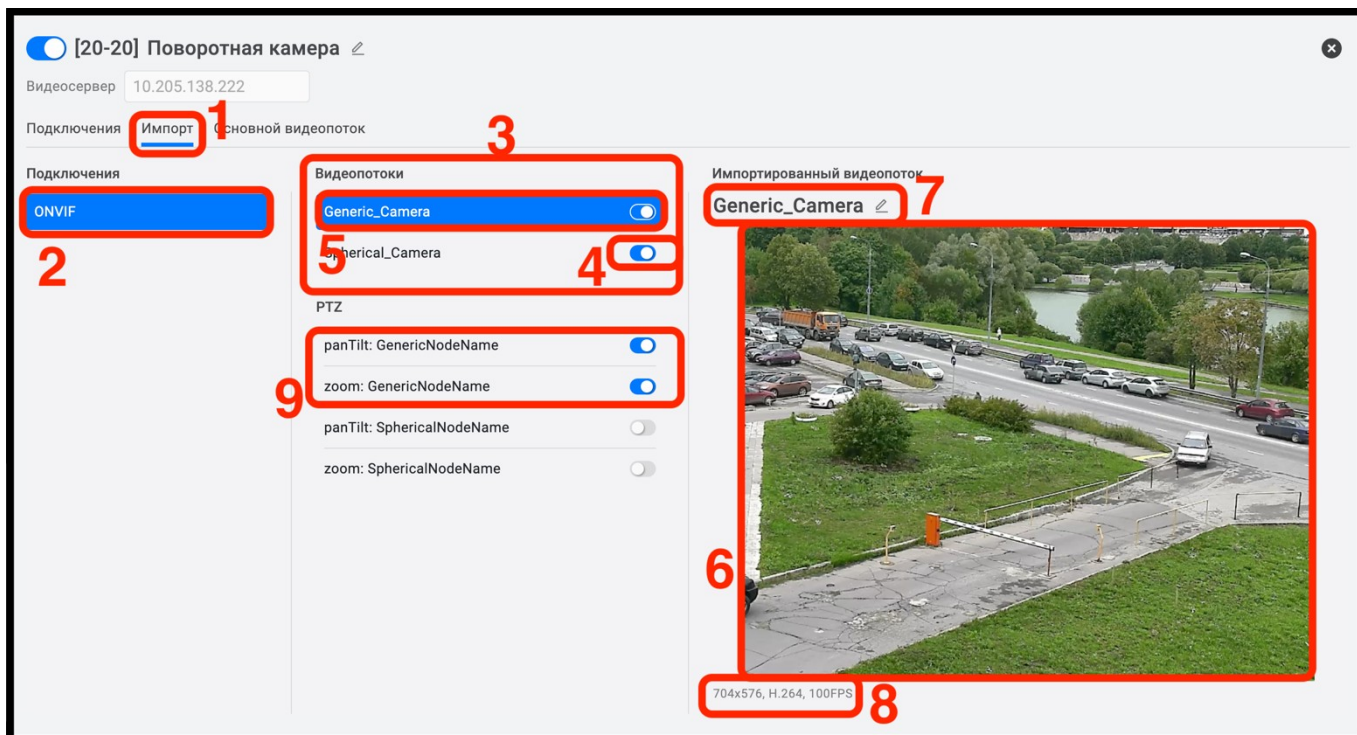 [20-20] Поворотная камера
Видеосервер 10.205.138.222
1
Подключения Импорт Основной видеопоток
3
Подключения Видеопотоки Импортированный видеопоток
7
ONVIF Generic_Camera Generic_Camera
2 5 Spherical_Camera 4
PTZ
panTilt: GenericNodeName
9 zoom: GenericNodeName
panTilt: SphericalNodeName
zoom: SphericalNodeName
6
704x576, H.264, 100FPS 8